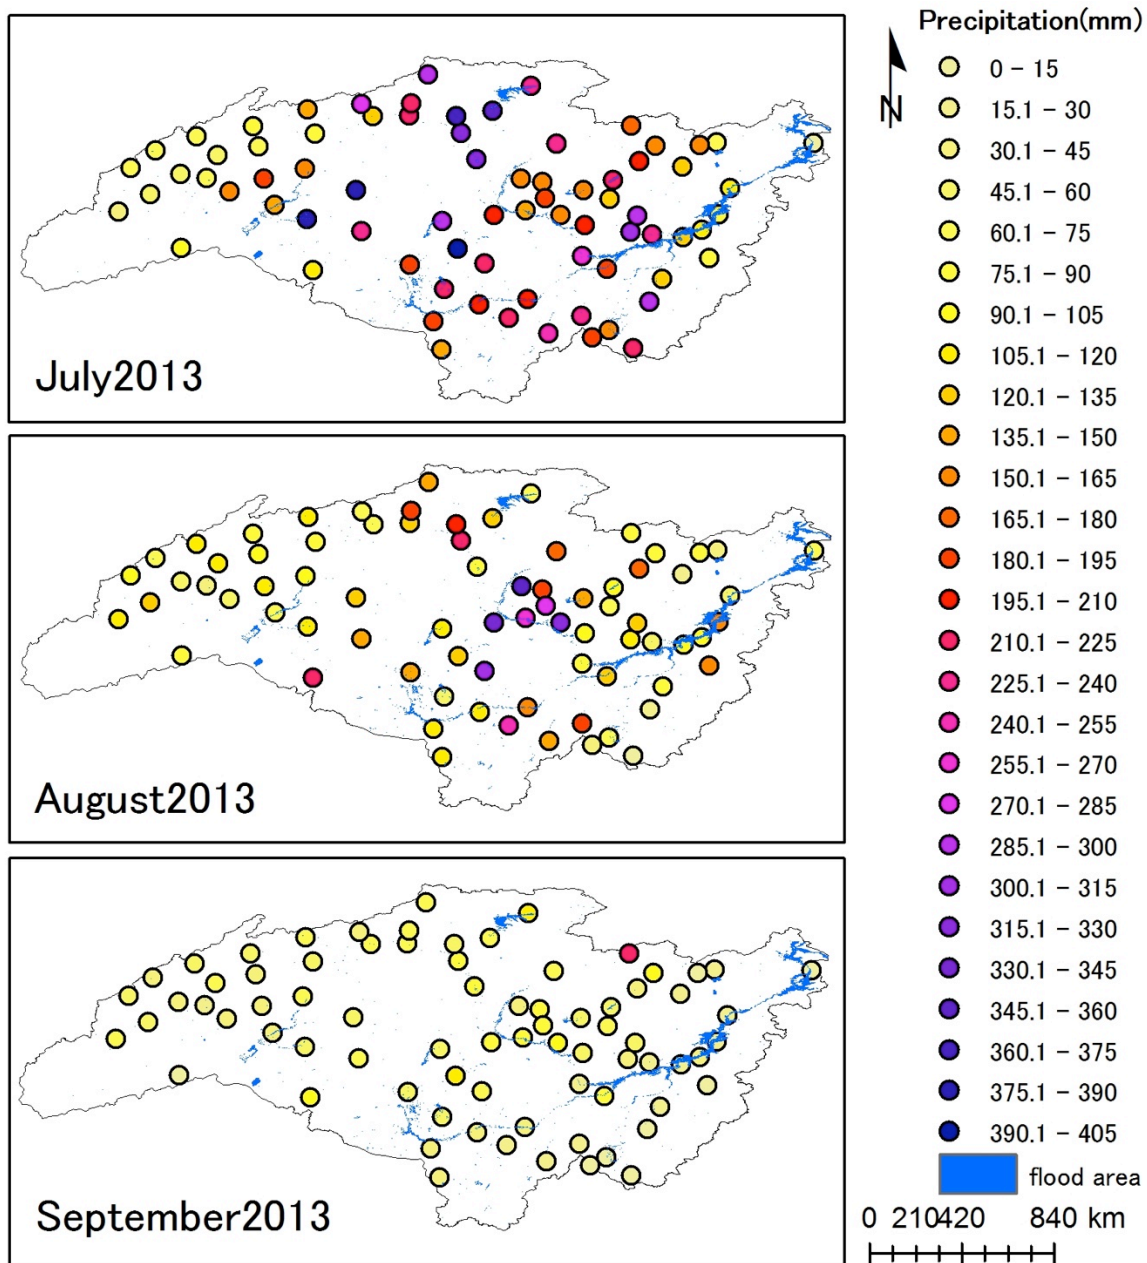 July2013
August2013
September2013
Precipitation(mm)
N
0 - 15
15.1 - 30
30.1 - 45
45.1 - 60
60.1 - 75
75.1 - 90
90.1 - 105
105.1 - 120
120.1 - 135
135.1 - 150
150.1 - 165
165.1 - 180
180.1 - 195
195.1 - 210
210.1 - 225
225.1 - 240
240.1 - 255
255.1 - 270
270.1 - 285
285.1 - 300
300.1 - 315
315.1 - 330
330.1 - 345
345.1 - 360
360.1 - 375
375.1 - 390
390.1 - 405
flood area
0 210420 840 km